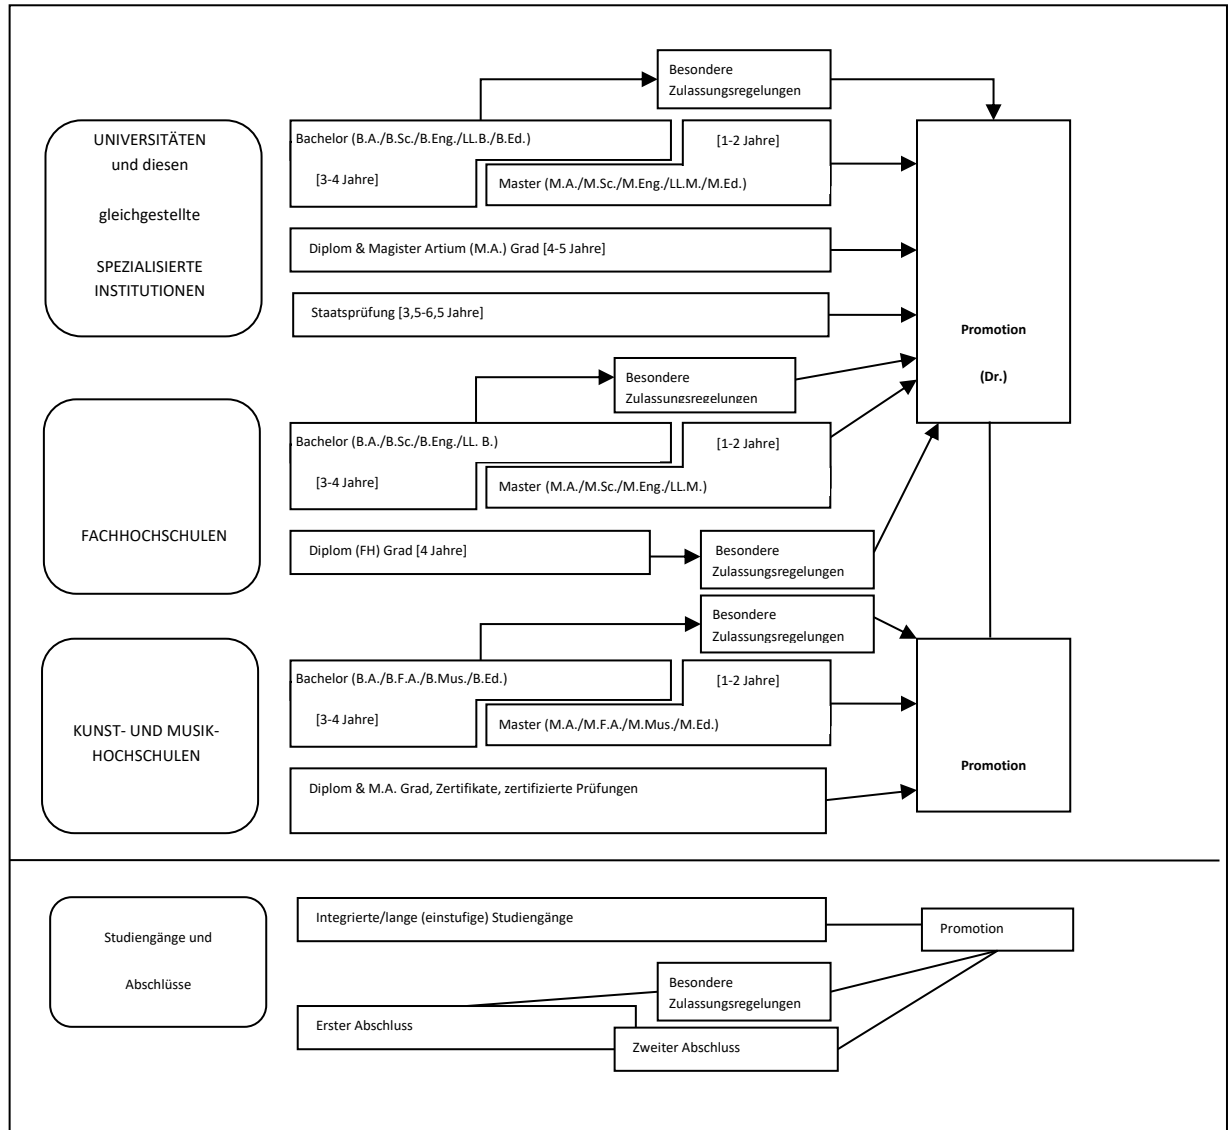 Besondere
Zulassungsregelungen
UNIVERSITÄTEN
und diesen
gleichgestellte
SPEZIALISIERTE
INSTITUTIONEN
Bachelor (B.A./B.Sc./B.Eng./LL.B./B.Ed.)
[3-4 Jahre]
[1-2 Jahre]
Master (M.A./M.Sc./M.Eng./LL.M./M.Ed.)
Diplom & Magister Artium (M.A.) Grad [4-5 Jahre]
Staatsprüfung [3,5-6,5 Jahre]
Promotion
(Dr.)
Besondere
Zulassungsregelungen
FACHHOCHSCHULEN
Bachelor (B.A./B.Sc./B.Eng./LL. B.)
[3-4 Jahre]
[1-2 Jahre]
Master (M.A./M.Sc./M.Eng./LL.M.)
Diplom (FH) Grad [4 Jahre]
Besondere
Zulassungsregelungen
Besondere
Zulassungsregelungen
KUNST- UND MUSIK-
HOCHSCHULEN
Bachelor (B.A./B.F.A./B.Mus./B.Ed.)
[3-4 Jahre]
[1-2 Jahre]
Master (M.A./M.F.A./M.Mus./M.Ed.)
Diplom & M.A. Grad, Zertifikate, zertifizierte Prüfungen
Promotion
Studiengänge und
Abschlüsse
Integrierte/lange (einstufige) Studiengänge
Promotion
Besondere
Zulassungsregelungen
Erster Abschluss
Zweiter Abschluss